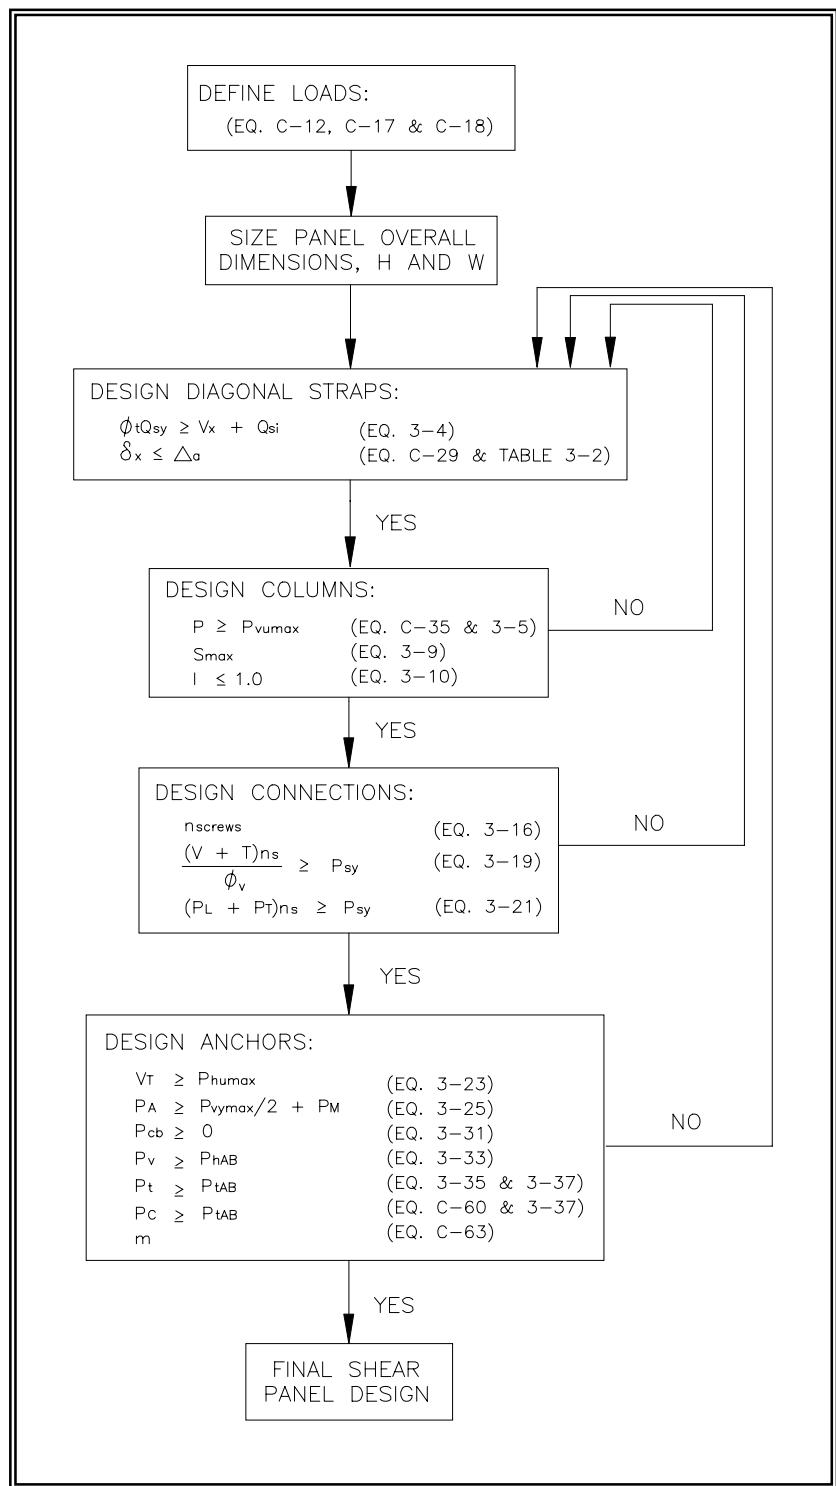 DEFINE LOADS:
(EQ. C-12, C-17 & C-18)
SIZE PANEL OVERALL
DIMENSIONS, H AND W
DESIGN DIAGONAL STRAPS:
ϕtQsy ≥ Vx + Qsi (EQ. 3-4)
δx ≤ Δa (EQ. C-29 & TABLE 3-2)
YES
DESIGN COLUMNS:
P ≥ Pvumax (EQ. C-35 & 3-5)
Smax (EQ. 3-9)
I ≤ 1.0 (EQ. 3-10)
NO
YES
DESIGN CONNECTIONS:
nscrews (EQ. 3-16)
(V + T)ns
ϕv
≥ Psy (EQ. 3-19)
(PL + PT)ns ≥ Psy (EQ. 3-21)
NO
YES
DESIGN ANCHORS:
VT ≥ Phumax (EQ. 3-23)
PA ≥ Pvymax/2 + PM (EQ. 3-25)
Pcb ≥ 0 (EQ. 3-31)
Pv ≥ PhAB (EQ. 3-33)
Pt ≥ PtAB (EQ. 3-35 & 3-37)
Pc ≥ PtAB (EQ. C-60 & 3-37)
m (EQ. C-63)
NO
YES
FINAL SHEAR
PANEL DESIGN